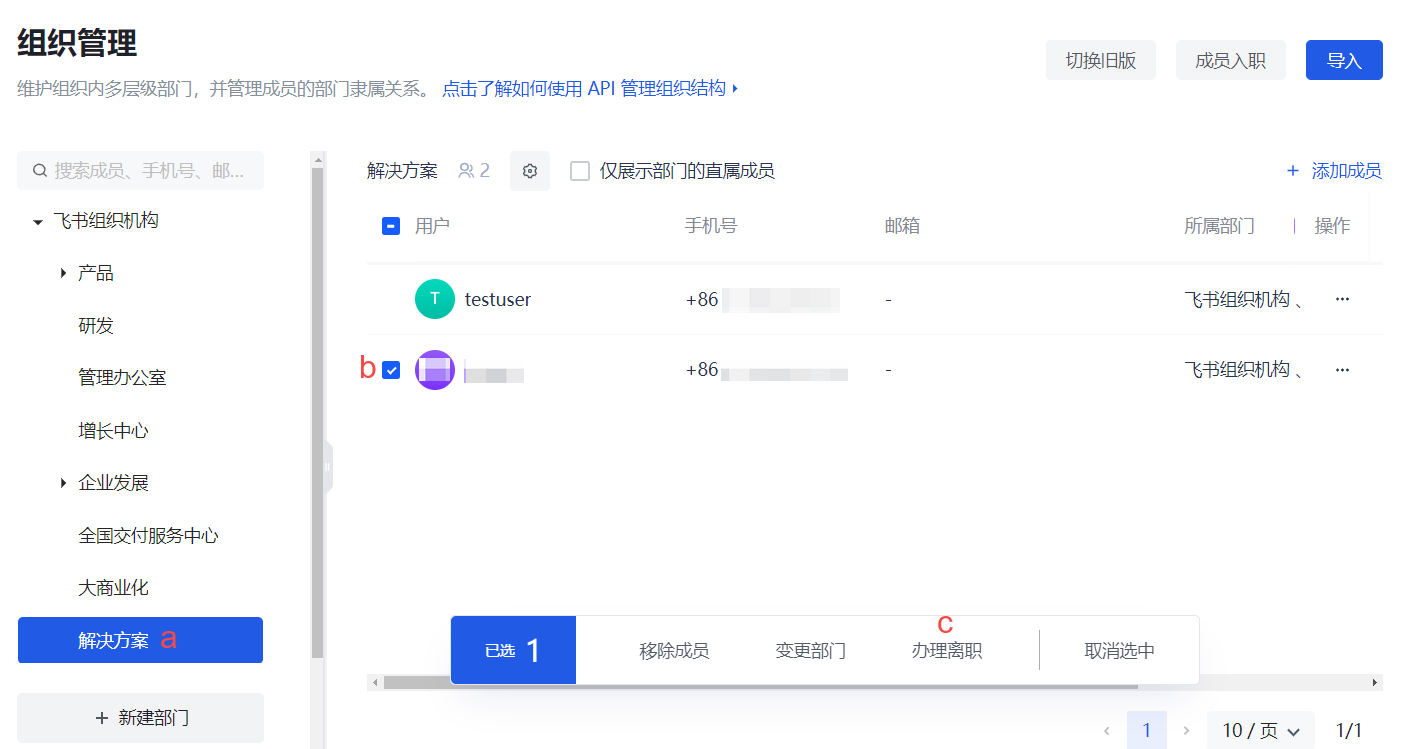 组织管理
维护组织内多层级部门，并管理成员的部门隶属关系。 点击了解如何使用 API 管理组织结构
切换旧版
成员入职
导入
搜索成员、手机号、邮...
飞书组织机构
产品
研发
管理办公室
增长中心
企业发展
全国交付服务中心
大商业化
解决方案 a
+ 新建部门
解决方案 2
仅展示部门的直属成员
+ 添加成员
用户 手机号 邮箱 所属部门 操作
T testuser +86 - 飞书组织机构 、 ···
b +86 - 飞书组织机构 、 ···
c
已选 1 移除成员 变更部门 办理离职 取消选中
1 10 / 页 1/1